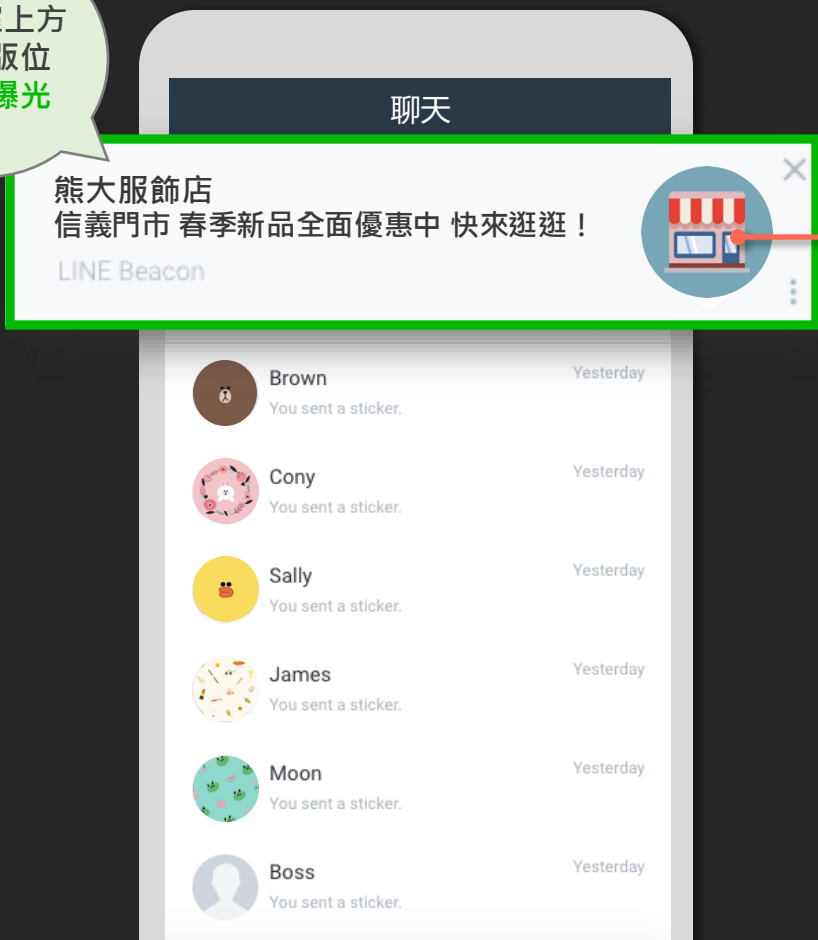 上方
版位
曝光
聊天
熊大服飾店
信義門市 春季新品全面優惠中 快來逛逛！
LINE Beacon
Brown
Yesterday
You sent a sticker.
Cony
Yesterday
You sent a sticker.
Sally
Yesterday
You sent a sticker.
James
Yesterday
You sent a sticker.
Moon
Yesterday
You sent a sticker.
Boss
Yesterday
You sent a sticker.